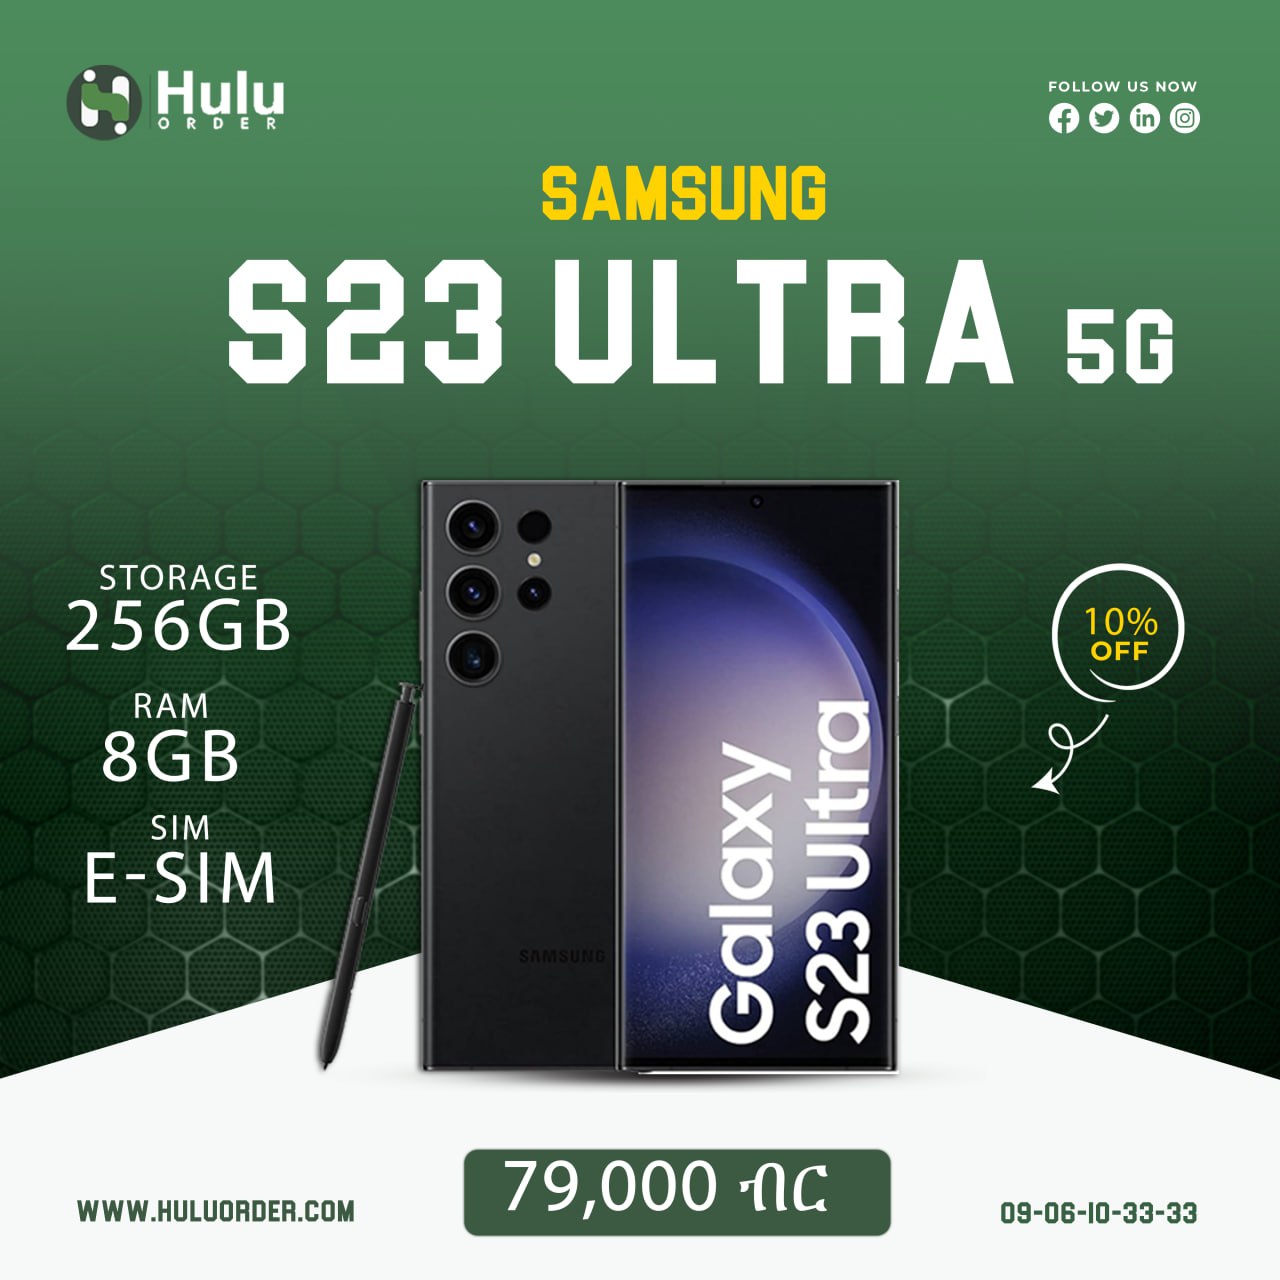 Hulu
ORDER
FOLLOW US NOW
SAMSUNG
S23 ULTRA 5G
STORAGE
256GB
RAM
8GB
SIM
E-SIM
10%
OFF
SAMSUNG
Galaxy
S23 Ultra
79,000 ብር
WWW.HULUORDER.COM
09-06-10-33-33